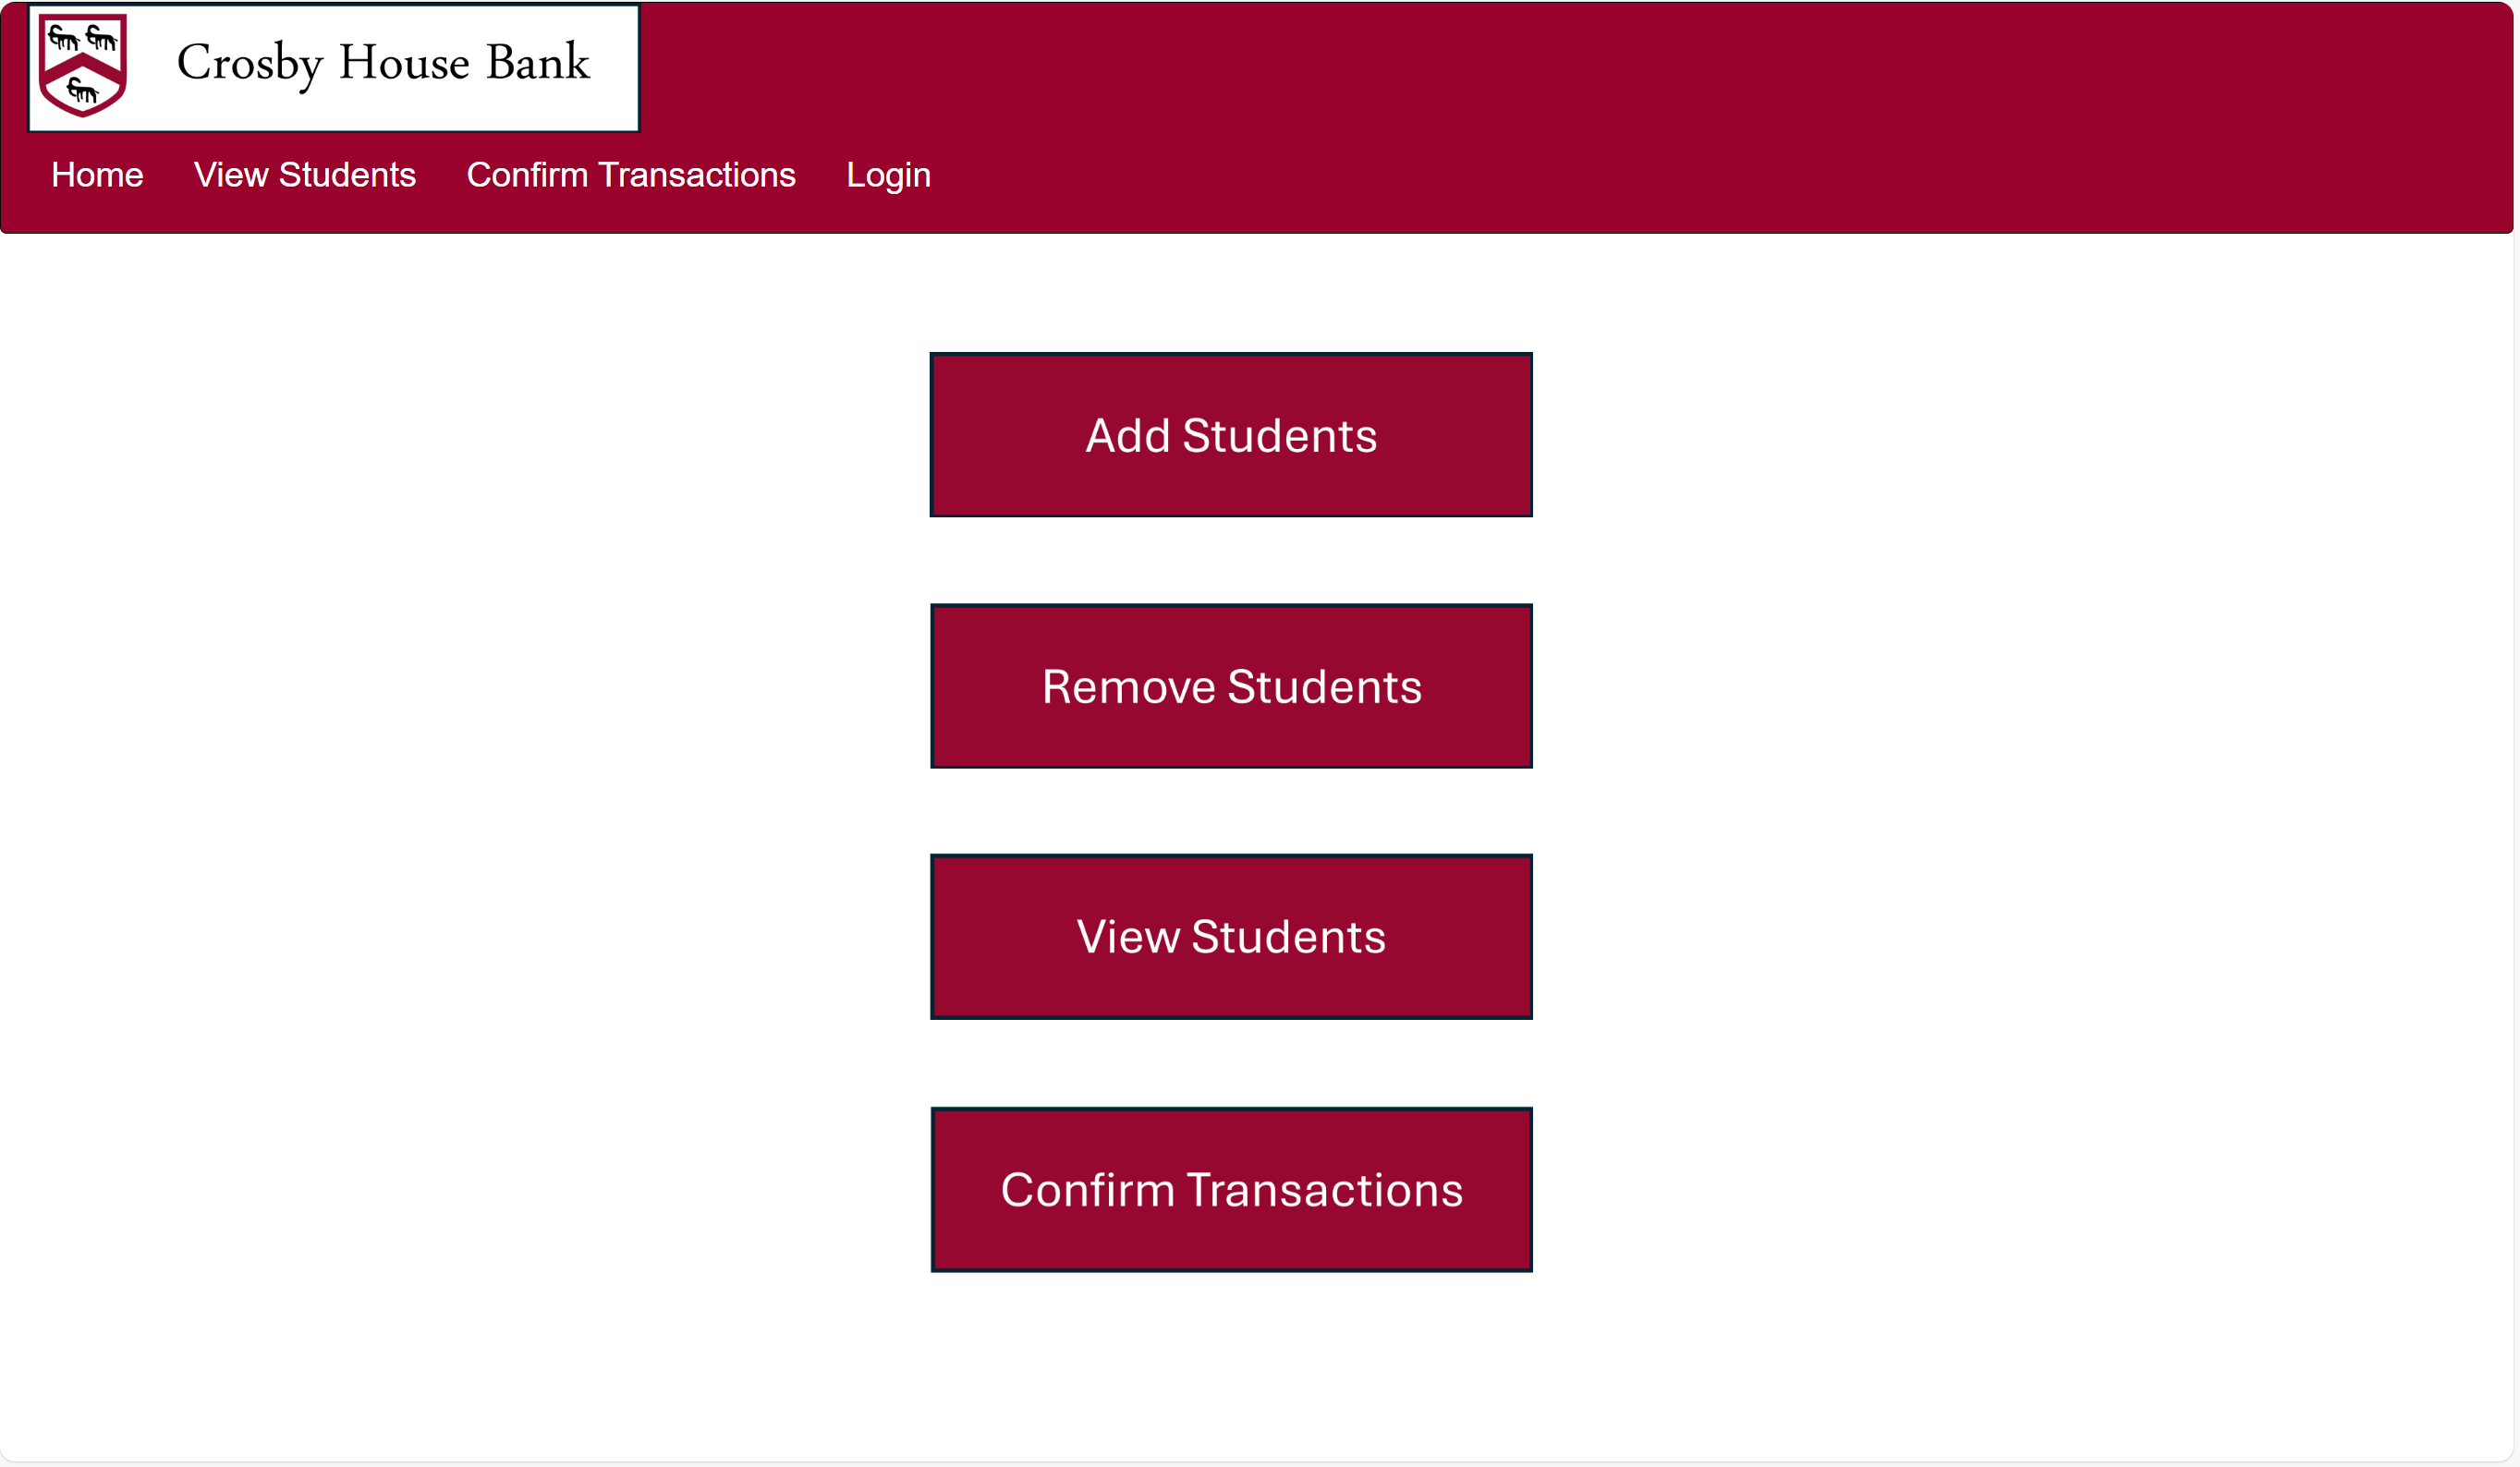 Crosby House Bank
Home View Students Confirm Transactions Login
Add Students
Remove Students
View Students
Confirm Transactions